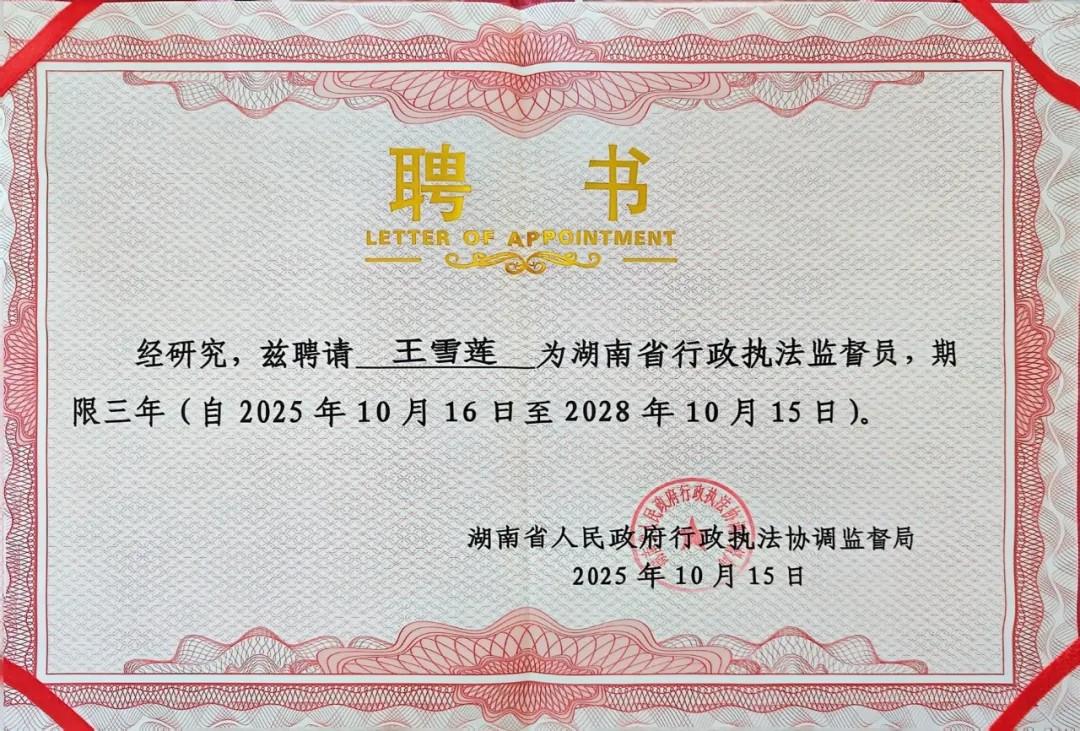 聘 书
LETTER OF APPOINTMENT
经研究，兹聘请 王雪莲 为湖南省行政执法监督员，期
限三年（自 2025 年 10 月 16 日至 2028 年 10 月 15 日）。
湖南省人民政府行政执法协调监督局
2025 年 10 月 15 日